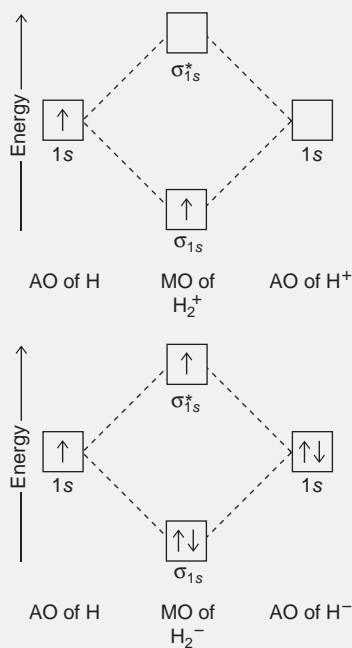 Energy
σ*1s
↑
1s
1s
↑
σ1s
AO of H MO of AO of H+
H2+
Energy
↑
σ*1s
↑
1s
↑↓
1s
↑↓
σ1s
AO of H MO of AO of H−
H2−